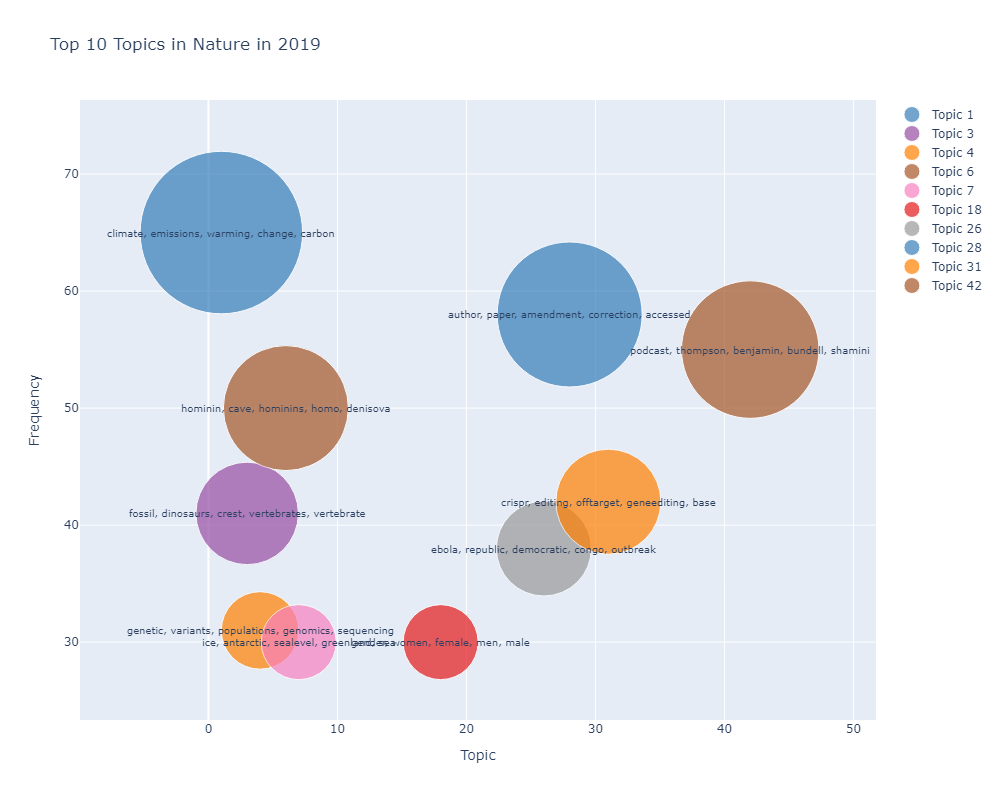 Top 10 Topics in Nature in 2019
Topic 1
Topic 3
Topic 4
Topic 6
Topic 7
Topic 18
Topic 26
Topic 28
Topic 31
Topic 42
70
60
50
40
30
Frequency
climate, emissions, warming, change, carbon
author, paper, amendment, correction, accessed
podcast, thompson, benjamin, bundell, shamini
hominin, cave, hominins, homo, denisova
crispr, editing, offtarget, geneediting, base
fossil, dinosaurs, crest, vertebrates, vertebrate
ebola, republic, democratic, congo, outbreak
genetic, variants, populations, genomics, sequencing
ice, antarctic, sealevel, greenland, sea
gender, women, female, men, male
0
10
20
30
40
50
Topic